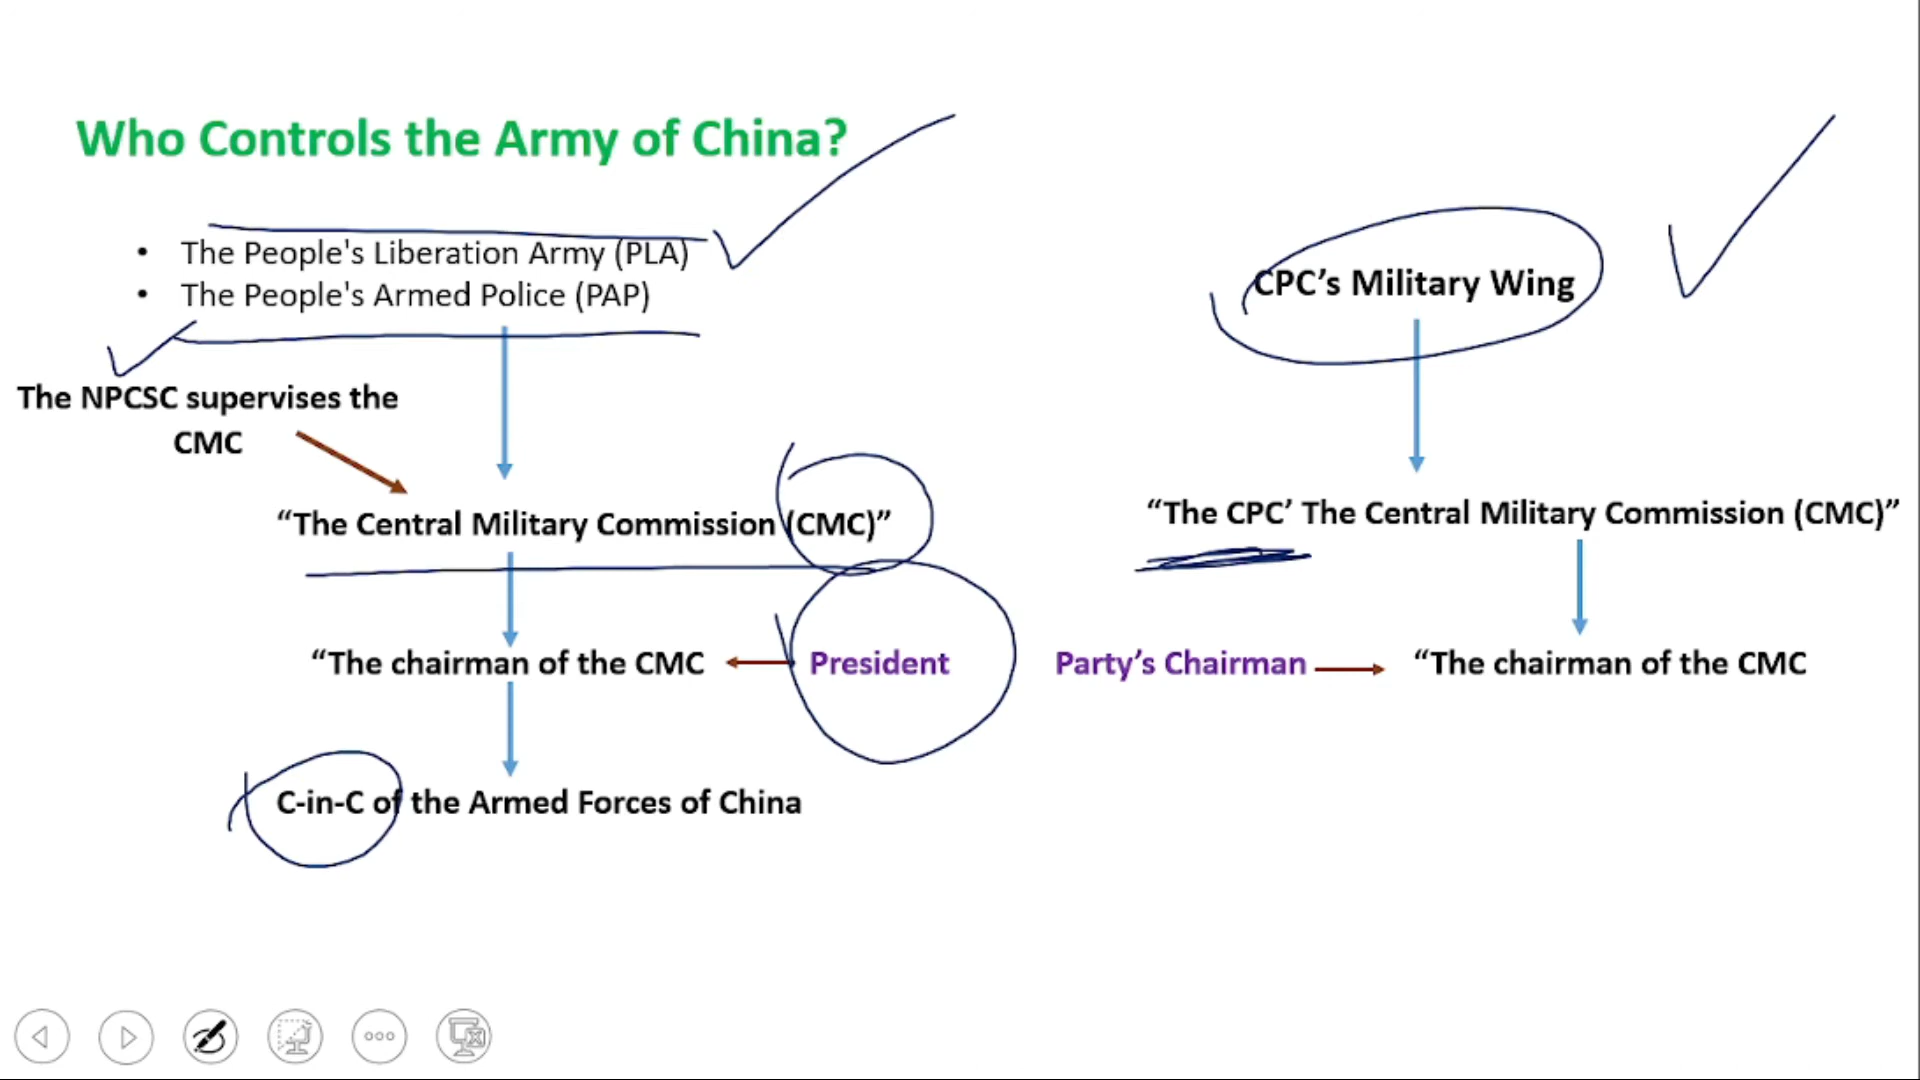 Who Controls the Army of China?
• The People's Liberation Army (PLA)
• The People's Armed Police (PAP)
The NPCSC supervises the
CMC
“The Central Military Commission (CMC)”
“The chairman of the CMC
President
C-in-C of the Armed Forces of China
CPC’s Military Wing
“The CPC’ The Central Military Commission (CMC)”
Party’s Chairman
“The chairman of the CMC